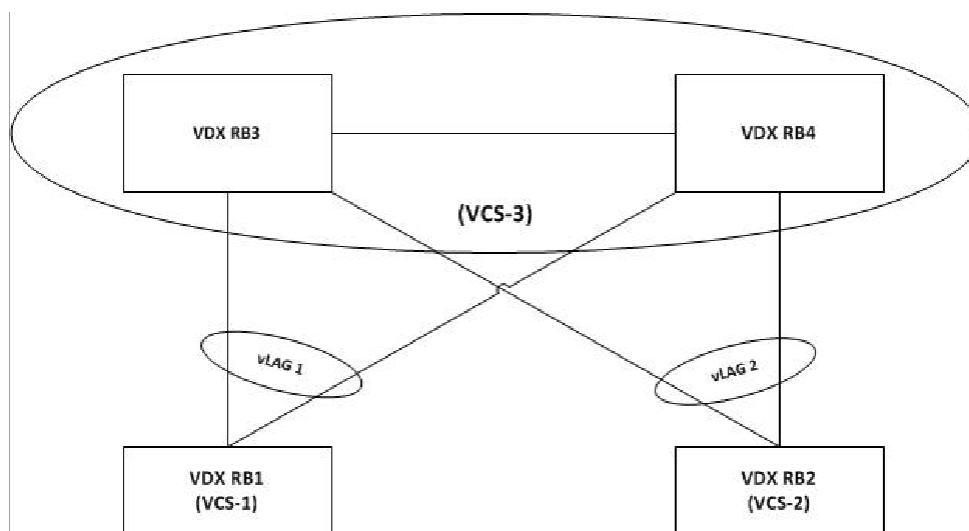 VDX RB3
VDX RB4
(VCS-3)
vLAG 1
vLAG 2
VDX RB1
(VCS-1)
VDX RB2
(VCS-2)